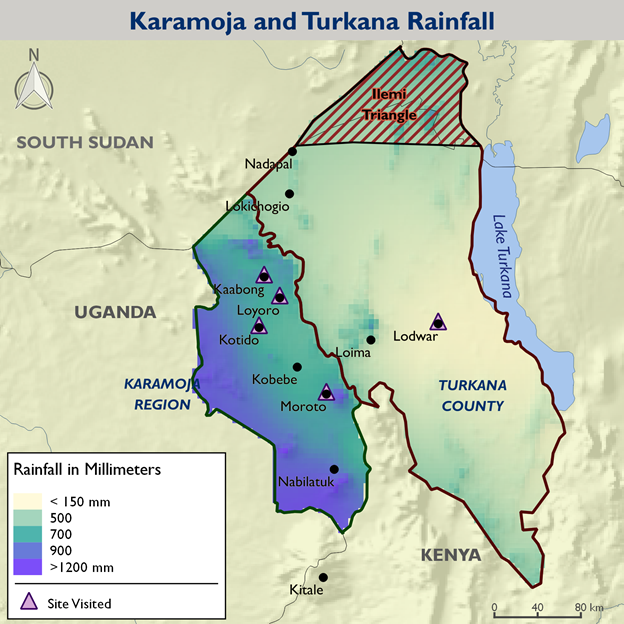 Karamoja and Turkana Rainfall
N
Ilemi
Triangle
SOUTH SUDAN
Nadapal
Lokichogio
Lake Turkana
Kaabong
Loyoro
UGANDA
Kotido
Lodwar
Loima
Kobebe
KARAMOJA
REGION
TURKANA
COUNTY
Moroto
Nabilatuk
Rainfall in Millimeters
< 150 mm
500
700
900
>1200 mm
Site Visited
KENYA
Kitale
0 40 80 km